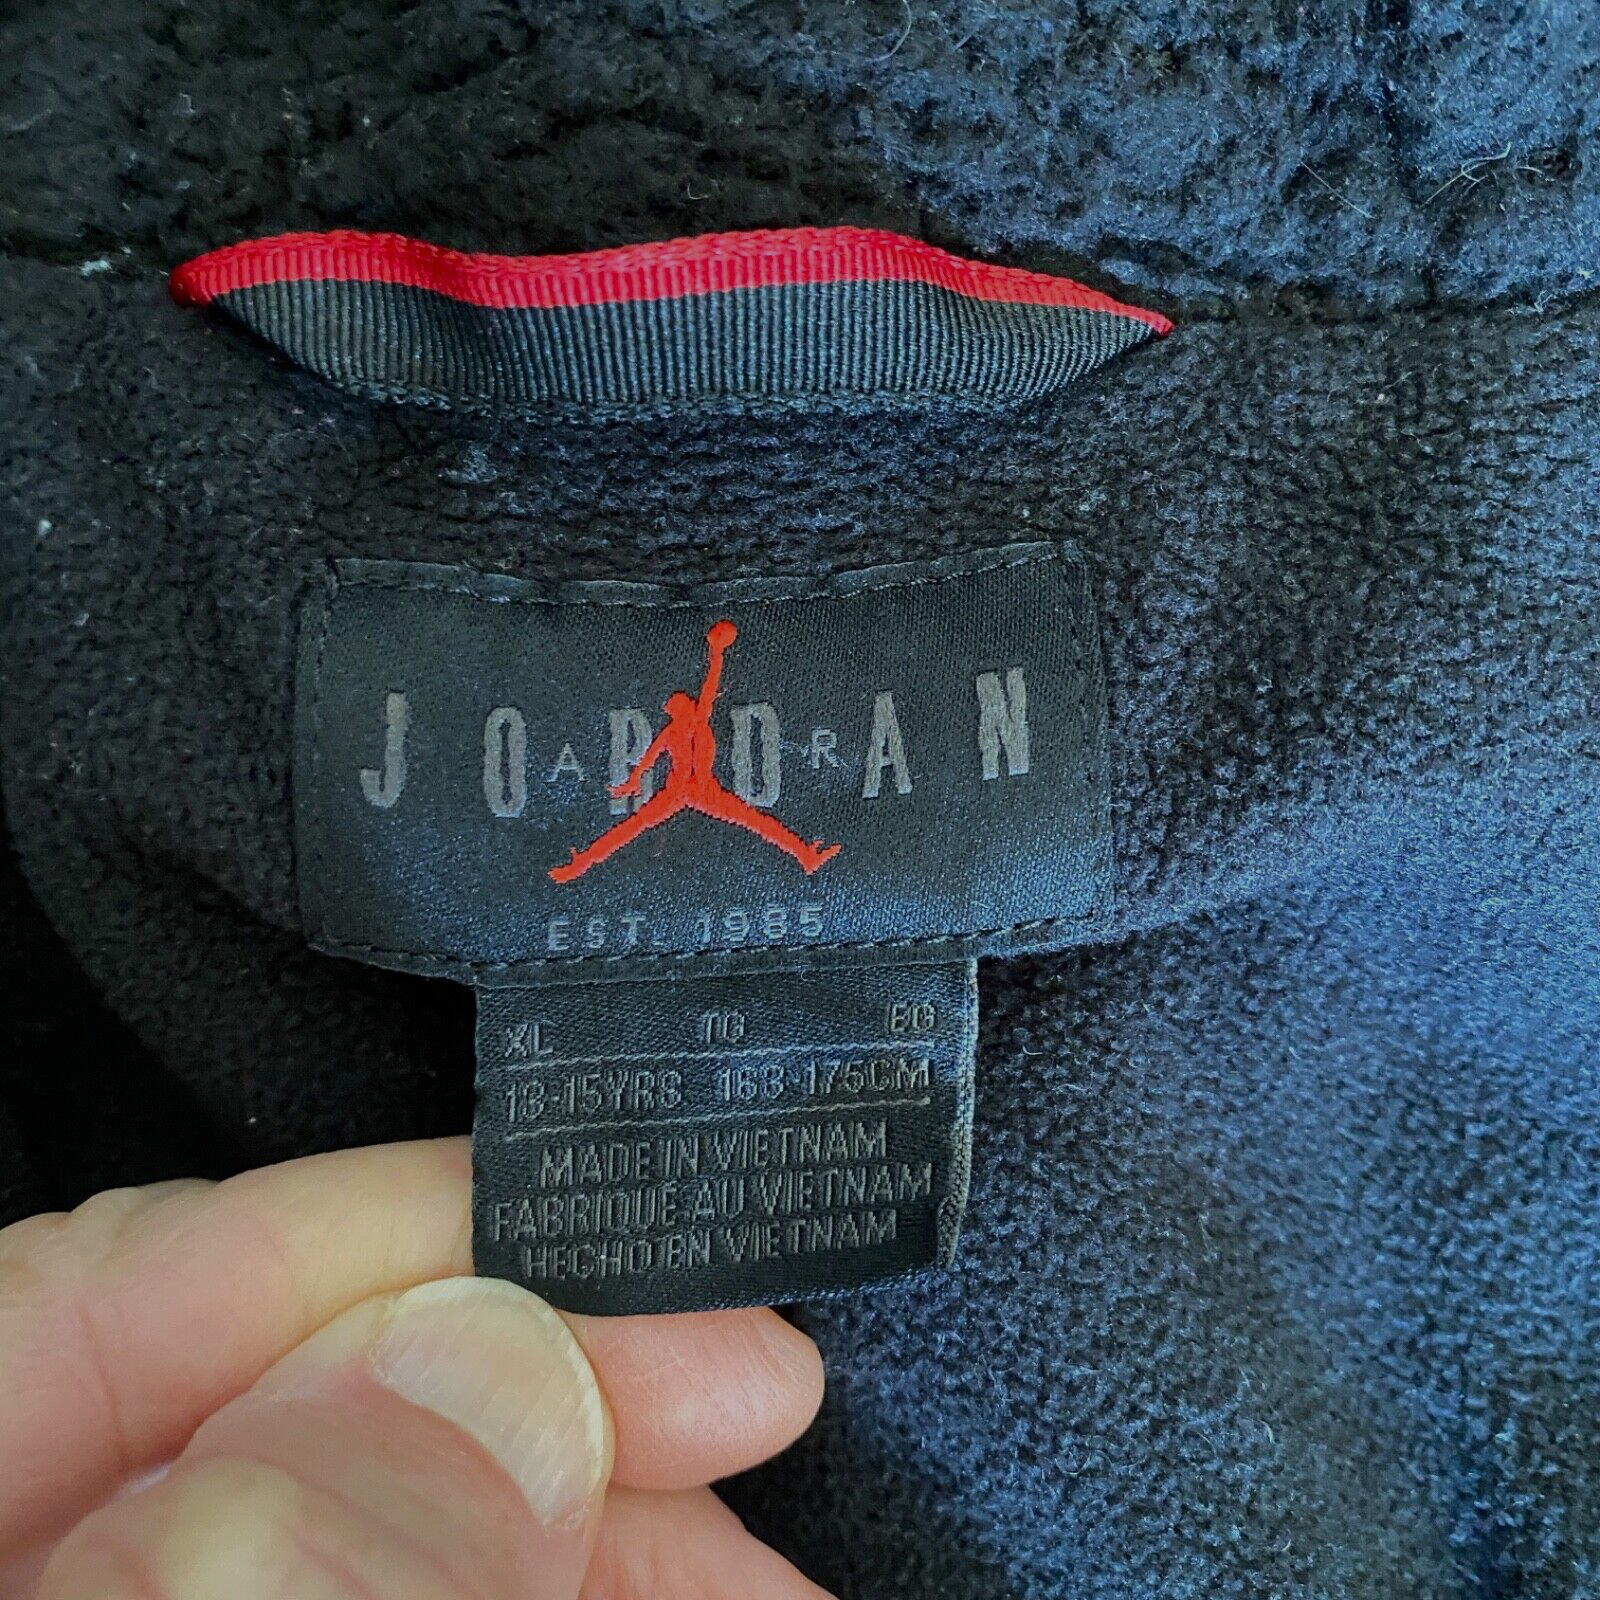 JORDAN
AIR
EST. 1985
XL TG EG
13-15YRS 163-175CM
MADE IN VIETNAM
FABRIQUE AU VIETNAM
HECHO EN VIETNAM